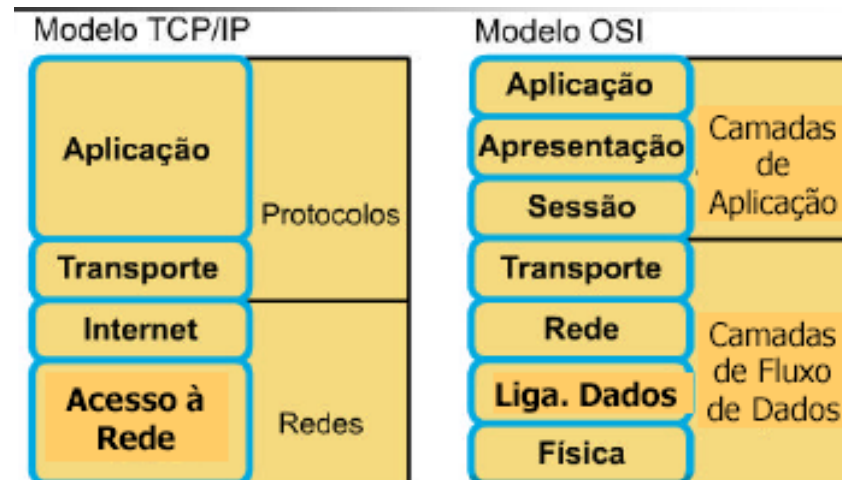 Modelo TCP/IP
Aplicação
Transporte
Internet
Acesso à
Rede
Protocolos
Redes
Modelo OSI
Aplicação
Apresentação
Sessão
Transporte
Rede
Liga. Dados
Física
Camadas
de
Aplicação
Camadas
de Fluxo
de Dados